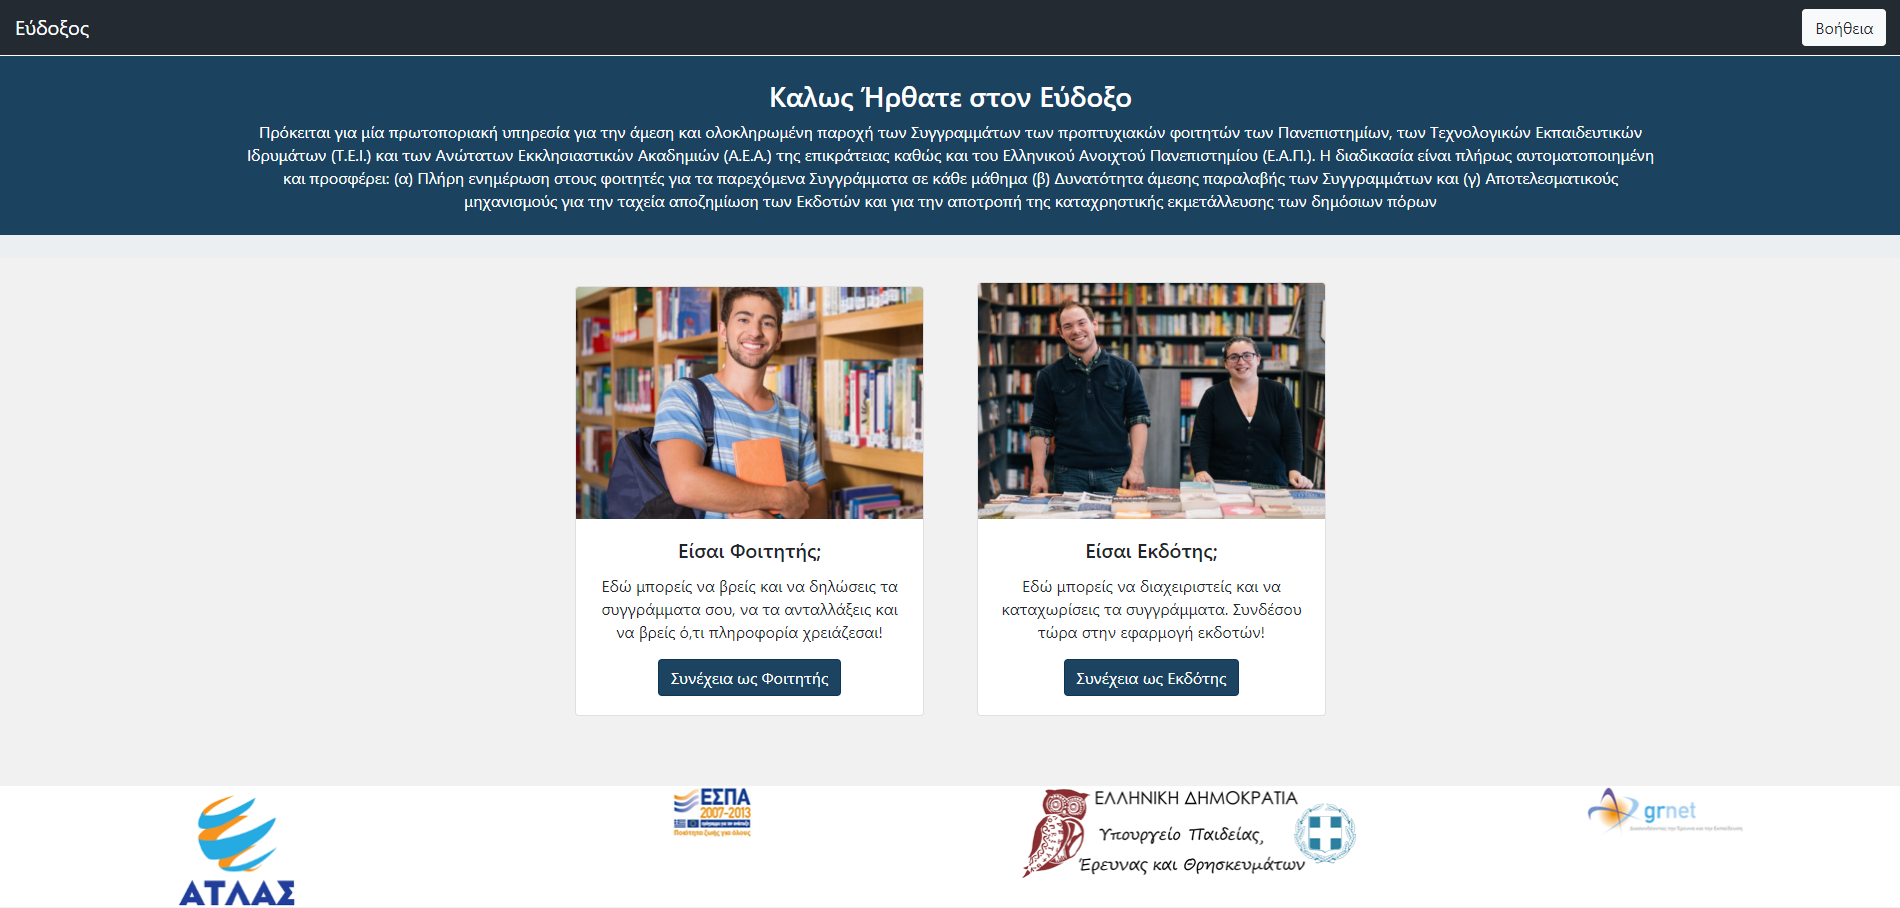 Εύδοξος
Βοήθεια
Καλως Ήρθατε στον Εύδοξο
Πρόκειται για μία πρωτοποριακή υπηρεσία για την άμεση και ολοκληρωμένη παροχή των Συγγραμμάτων των προπτυχιακών φοιτητών των Πανεπιστημίων, των Τεχνολογικών Εκπαιδευτικών
Ιδρυμάτων (Τ.Ε.Ι.) και των Ανώτατων Εκκλησιαστικών Ακαδημιών (Α.Ε.Α.) της επικράτειας καθώς και του Ελληνικού Ανοιχτού Πανεπιστημίου (Ε.Α.Π.). Η διαδικασία είναι πλήρως αυτοματοποιημένη
και προσφέρει: (α) Πλήρη ενημέρωση στους φοιτητές για τα παρεχόμενα Συγγράμματα σε κάθε μάθημα (β) Δυνατότητα άμεσης παραλαβής των Συγγραμμάτων και (γ) Αποτελεσματικούς
μηχανισμούς για την ταχεία αποζημίωση των Εκδοτών και για την αποτροπή της καταχρηστικής εκμετάλλευσης των δημόσιων πόρων
Είσαι Φοιτητής;
Εδώ μπορείς να βρείς και να δηλώσεις τα
συγγράμματα σου, να τα ανταλλάξεις και
να βρείς ό,τι πληροφορία χρειάζεσαι!
Συνέχεια ως Φοιτητής
Είσαι Εκδότης;
Εδώ μπορείς να διαχειριστείς και να
καταχωρίσεις τα συγγράμματα. Συνδέσου
τώρα στην εφαρμογή εκδοτών!
Συνέχεια ως Εκδότης
ΑΤΛΑΣ
ΕΣΠΑ
2007-2013
Ποιότητα ζωής για όλους
ΕΛΛΗΝΙΚΗ ΔΗΜΟΚΡΑΤΙΑ
Υπουργείο Παιδείας,
Έρευνας και Θρησκευμάτων
grnet